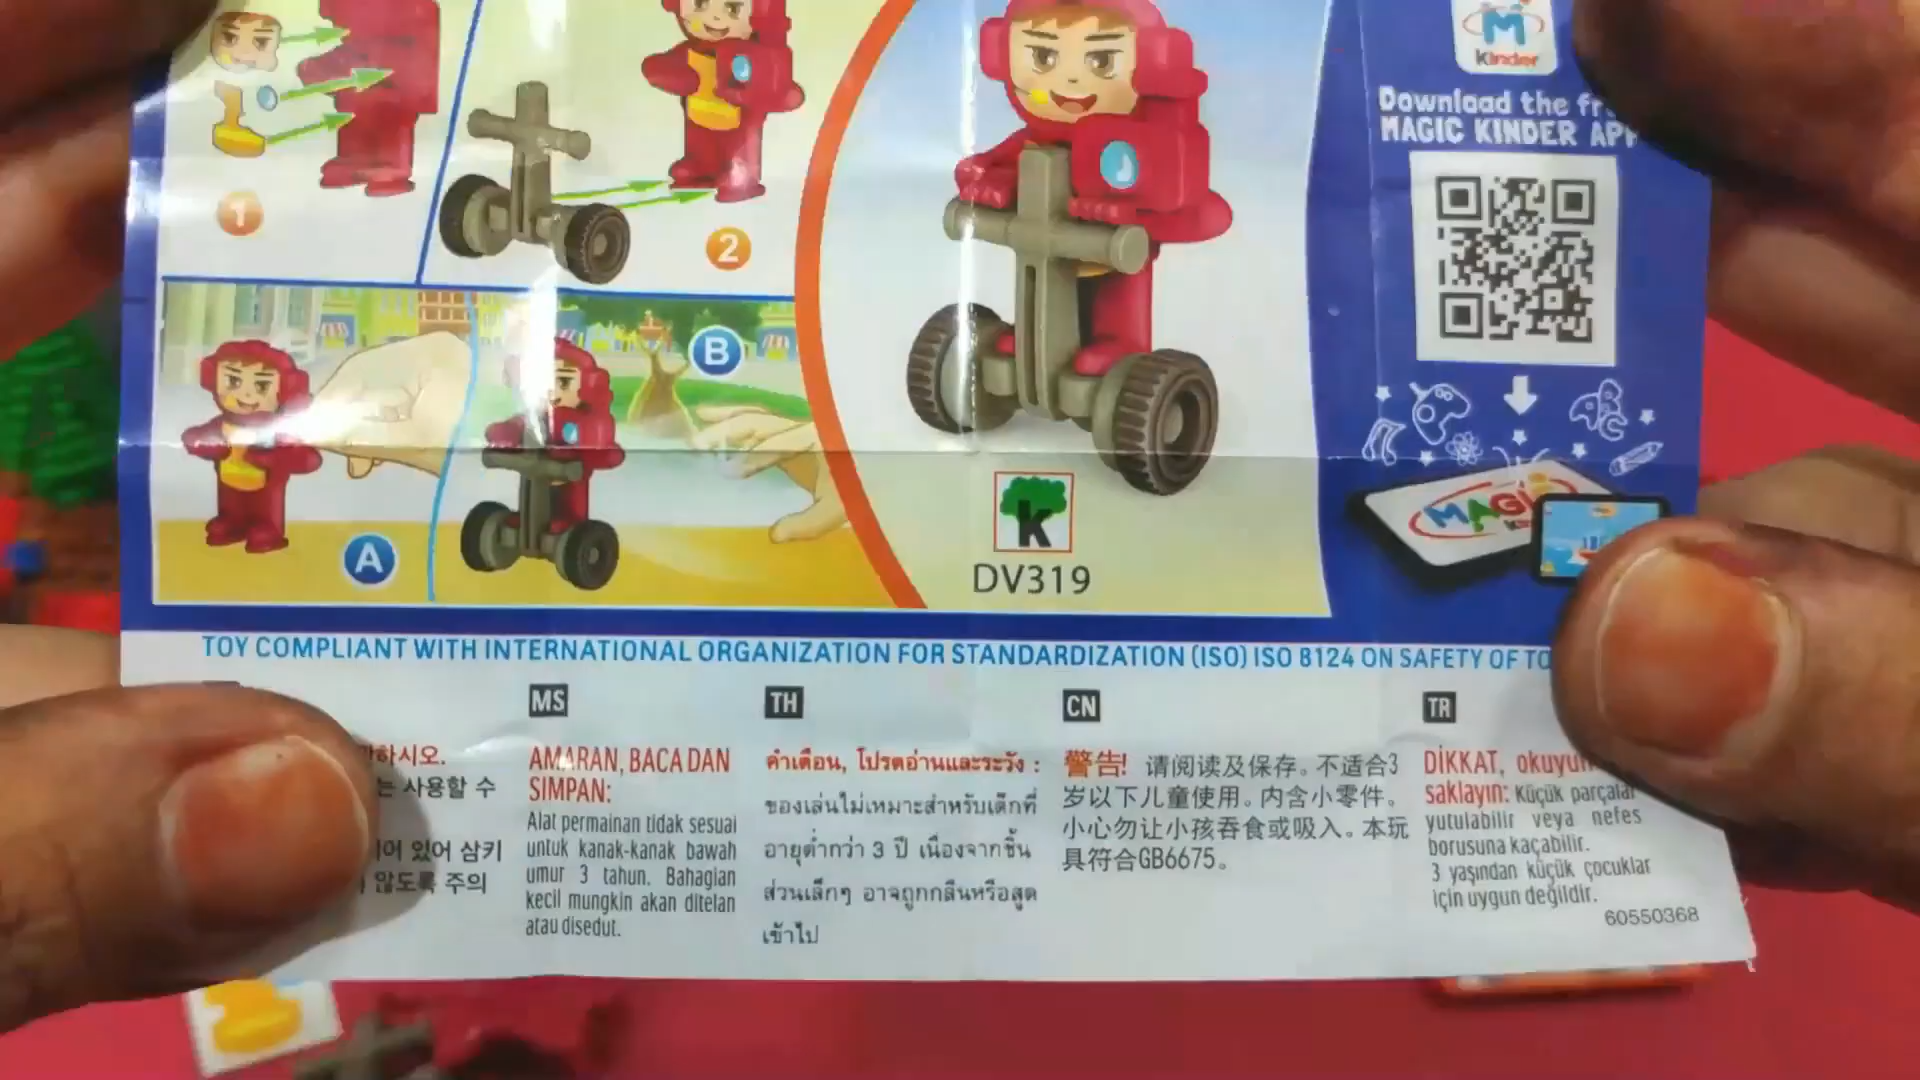 kinder
Download the
MAGIC KINDER APP
1
2
B
A
DV319
MAGIC
TOY COMPLIANT WITH INTERNATIONAL ORGANIZATION FOR STANDARDIZATION (ISO) ISO 8124 ON SAFETY OF
사용할 수
있어 삼키
않도록 주의
MS
AMARAN, BACA DAN
SIMPAN:
Alat permainan tidak sesuai
untuk kanak-kanak bawah
umur 3 tahun. Bahagian
kecil mungkin akan ditelan
atau disedut.
TH
คำเตือน, โปรดอ่านและระวัง :
ของเล่นไม่เหมาะสำหรับเด็กที่
อายุต่ำกว่า 3 ปี เนื่องจากชิ้น
ส่วนเล็กๆ อาจถูกกลืนหรือสูด
เข้าไป
CN
警告! 请阅读及保存。不适合3
岁以下儿童使用。内含小零件。
小心勿让小孩吞食或吸入。本玩
具符合GB6675。
TR
DİKKAT,
saklayın: Küçük parçalar
yutulabilir veya nefes
borusuna kaçabilir.
3 yaşından küçük çocuklar
için uygun değildir.
60550368